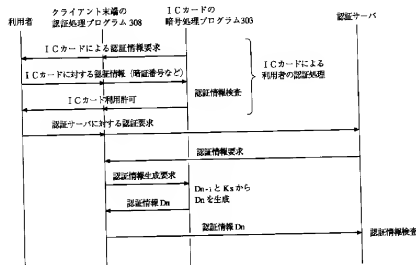 利用者
クライアント末端の
認証処理プログラム308
ICカードの
暗号処理プログラム303
認証サーバ
ICカードによる認証情報要求
ICカードに対する認証情報(暗証番号など)
認証情報検査
ICカードによる
利用者の認証処理
ICカード利用許可
認証サーバに対する認証要求
認証情報要求
認証情報生成要求
Dn-1とKsから
Dnを生成
認証情報Dn
認証情報Dn
認証情報検査